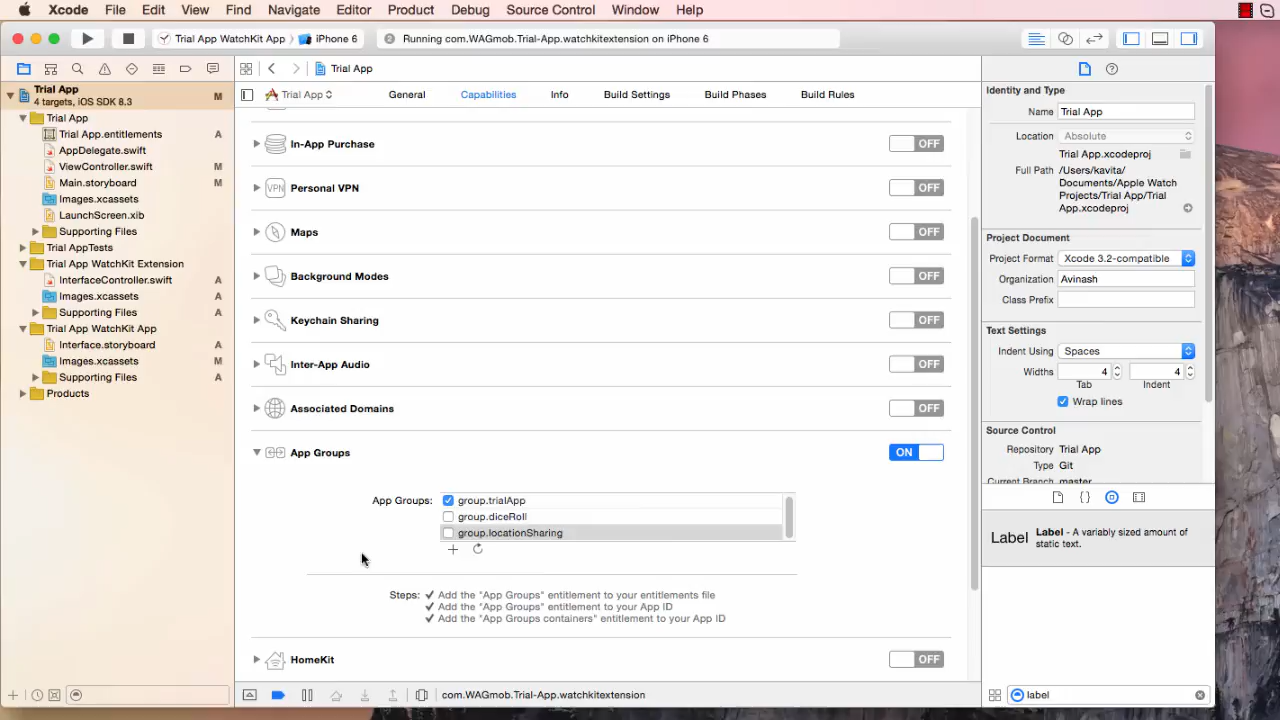 Xcode File Edit View Find Navigate Editor Product Debug Source Control Window Help
Trial App WatchKit App iPhone 6
2 Running com.WAGmob.Trial-App.watchkitextension on iPhone 6
Trial App
4 targets, iOS SDK 8.3
M
Trial App
Trial App.entitlements A
AppDelegate.swift
ViewController.swift M
Main.storyboard M
Images.xcassets
LaunchScreen.xib
Supporting Files
Trial AppTests
Trial App WatchKit Extension
InterfaceController.swift A
Images.xcassets A
Supporting Files A
Trial App WatchKit App
Interface.storyboard A
Images.xcassets M
Supporting Files A
Products
Trial App
Trial App General Capabilities Info Build Settings Build Phases Build Rules
In-App Purchase OFF
VPN Personal VPN OFF
Maps OFF
Background Modes OFF
Keychain Sharing OFF
Inter-App Audio OFF
Associated Domains OFF
App Groups ON
App Groups: group.trialApp
group.diceRoll
group.locationSharing
Steps: ✔ Add the "App Groups" entitlement to your entitlements file
✔ Add the "App Groups" entitlement to your App ID
✔ Add the "App Groups containers" entitlement to your App ID
HomeKit OFF
com.WAGmob.Trial-App.watchkitextension
Identity and Type
Name Trial App
Location Absolute
Trial App.xcodeproj
Full Path /Users/kavita/
Documents/Apple Watch
Projects/Trial App/Trial
App.xcodeproj
Project Document
Project Format Xcode 3.2-compatible
Organization Avinash
Class Prefix
Text Settings
Indent Using Spaces
Widths 4 4
Tab Indent
Wrap lines
Source Control
Repository Trial App
Type Git
Current Branch master
Label Label - A variably sized amount of
static text.
label